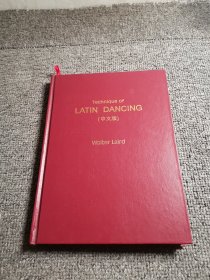 Technique of
LATIN DANCING
(中文版)
Walter Laird